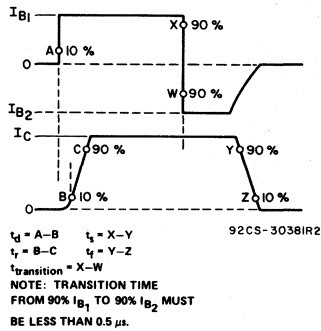 IB1
X 90 %
A 10 %
0
W 90 %
IB2
IC
C 90 %
Y 90 %
B 10 %
Z 10 %
0
92CS-30381R2
td = A–B ts = X–Y
tr = B–C tf = Y–Z
ttransition = X–W
NOTE: TRANSITION TIME
FROM 90% IB1 TO 90% IB2 MUST
BE LESS THAN 0.5 μs.